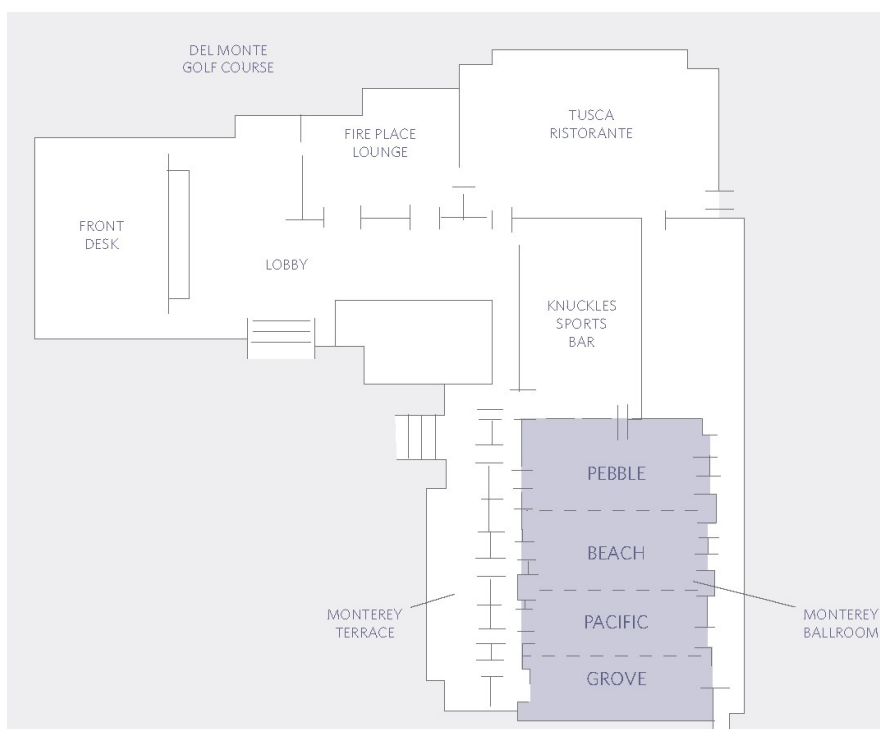 DEL MONTE
GOLF COURSE
TUSCA
RISTORANTE
FIRE PLACE
LOUNGE
FRONT
DESK
LOBBY
KNUCKLES
SPORTS
BAR
PEBBLE
BEACH
PACIFIC
GROVE
MONTEREY
TERRACE
MONTEREY
BALLROOM